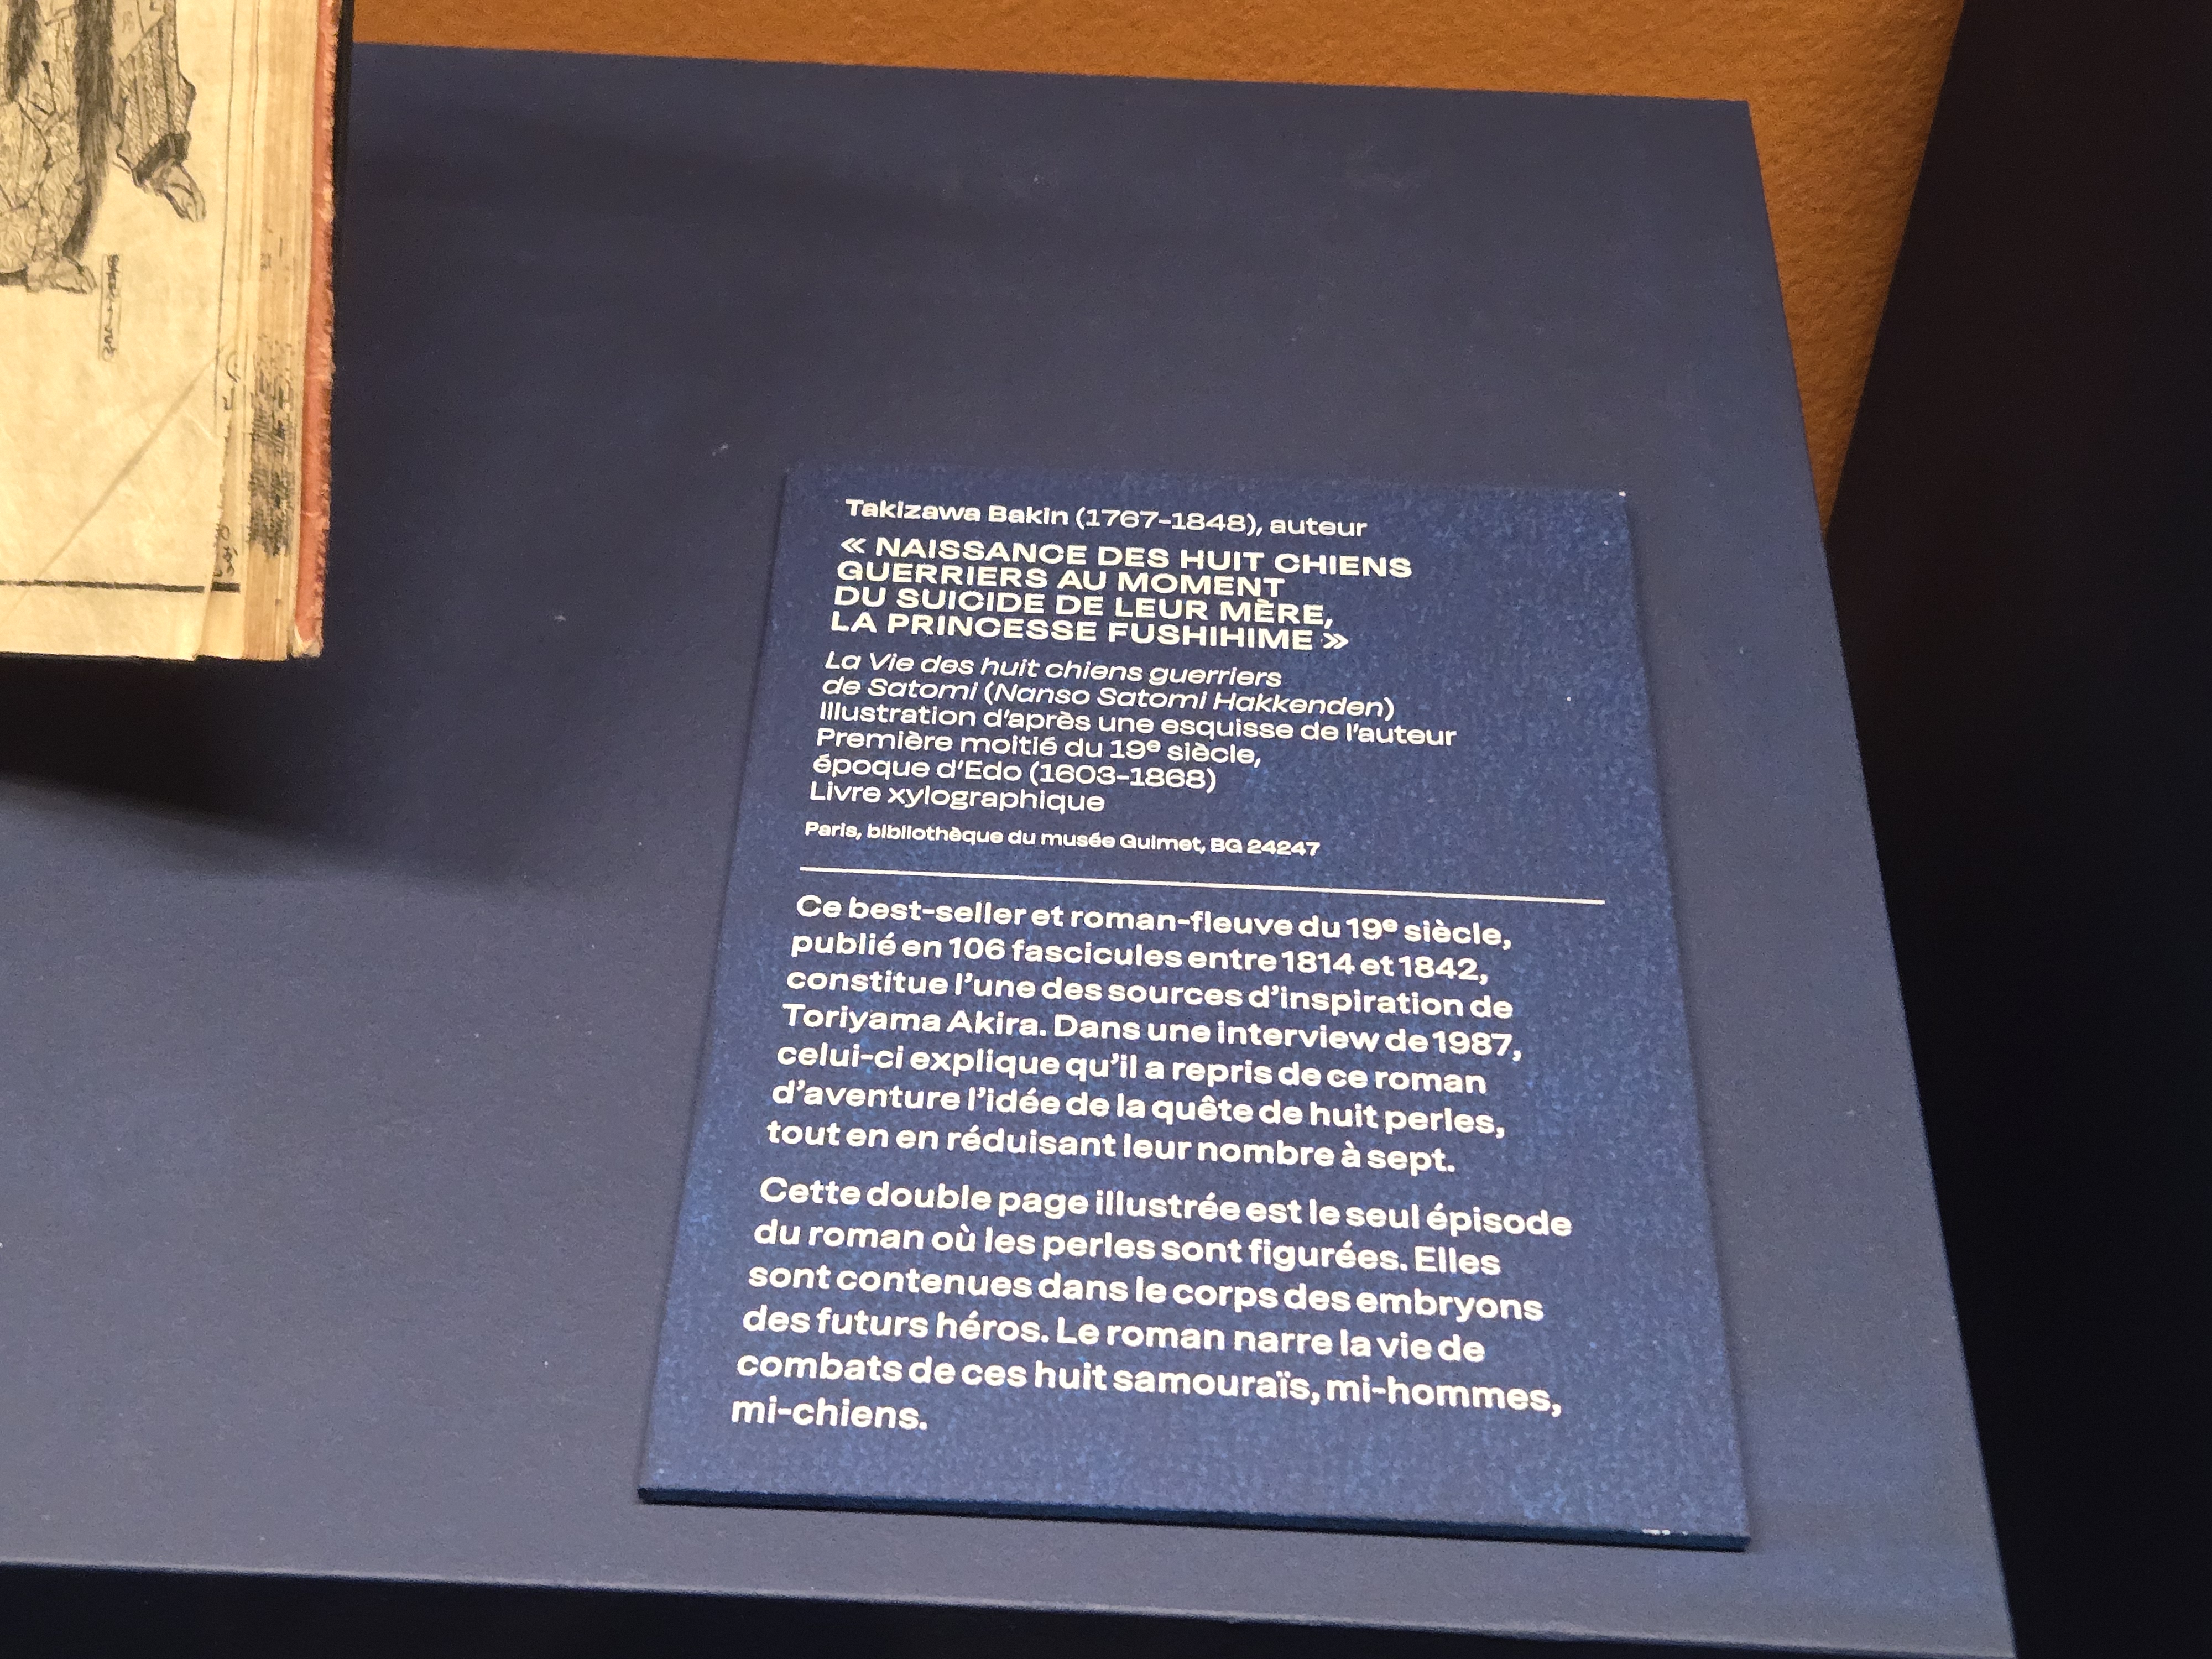 Takizawa Bakin (1767-1848), auteur
« NAISSANCE DES HUIT CHIENS
GUERRIERS AU MOMENT
DU SUICIDE DE LEUR MÈRE,
LA PRINCESSE FUSHIHIME »
La Vie des huit chiens guerriers
de Satomi (Nanso Satomi Hakkenden)
Illustration d'après une esquisse de l'auteur
Première moitié du 19e siècle,
époque d'Edo (1603-1868)
Livre xylographique
Paris, bibliothèque du musée Guimet, BG 24247
Ce best-seller et roman-fleuve du 19e siècle,
publié en 106 fascicules entre 1814 et 1842,
constitue l'une des sources d'inspiration de
Toriyama Akira. Dans une interview de 1987,
celui-ci explique qu'il a repris de ce roman
d'aventure l'idée de la quête de huit perles,
tout en en réduisant leur nombre à sept.
Cette double page illustrée est le seul épisode
du roman où les perles sont figurées. Elles
sont contenues dans le corps des embryons
des futurs héros. Le roman narre la vie de
combats de ces huit samouraïs, mi-hommes,
mi-chiens.